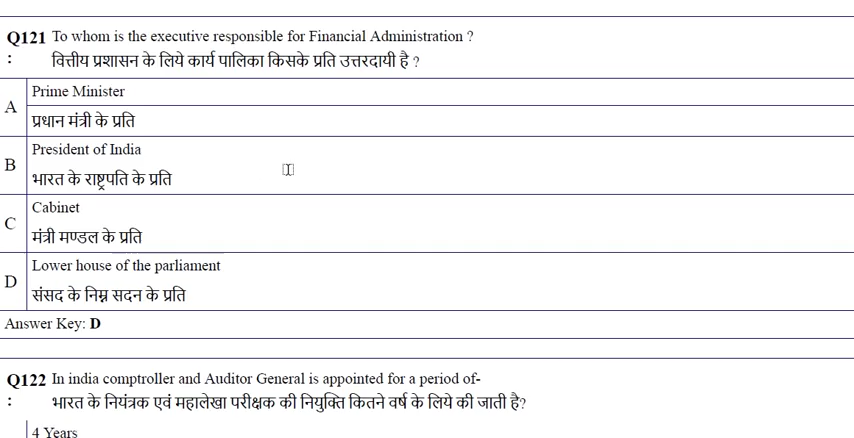 Q121 To whom is the executive responsible for Financial Administration ?
: वित्तीय प्रशासन के लिये कार्य पालिका किसके प्रति उत्तरदायी है ?
A
Prime Minister
प्रधान मंत्री के प्रति
B
President of India
भारत के राष्ट्रपति के प्रति
C
Cabinet
मंत्री मण्डल के प्रति
D
Lower house of the parliament
संसद के निम्न सदन के प्रति
Answer Key: D
Q122 In india comptroller and Auditor General is appointed for a period of-
: भारत के नियंत्रक एवं महालेखा परीक्षक की नियुक्ति कितने वर्ष के लिये की जाती है?
4 Years